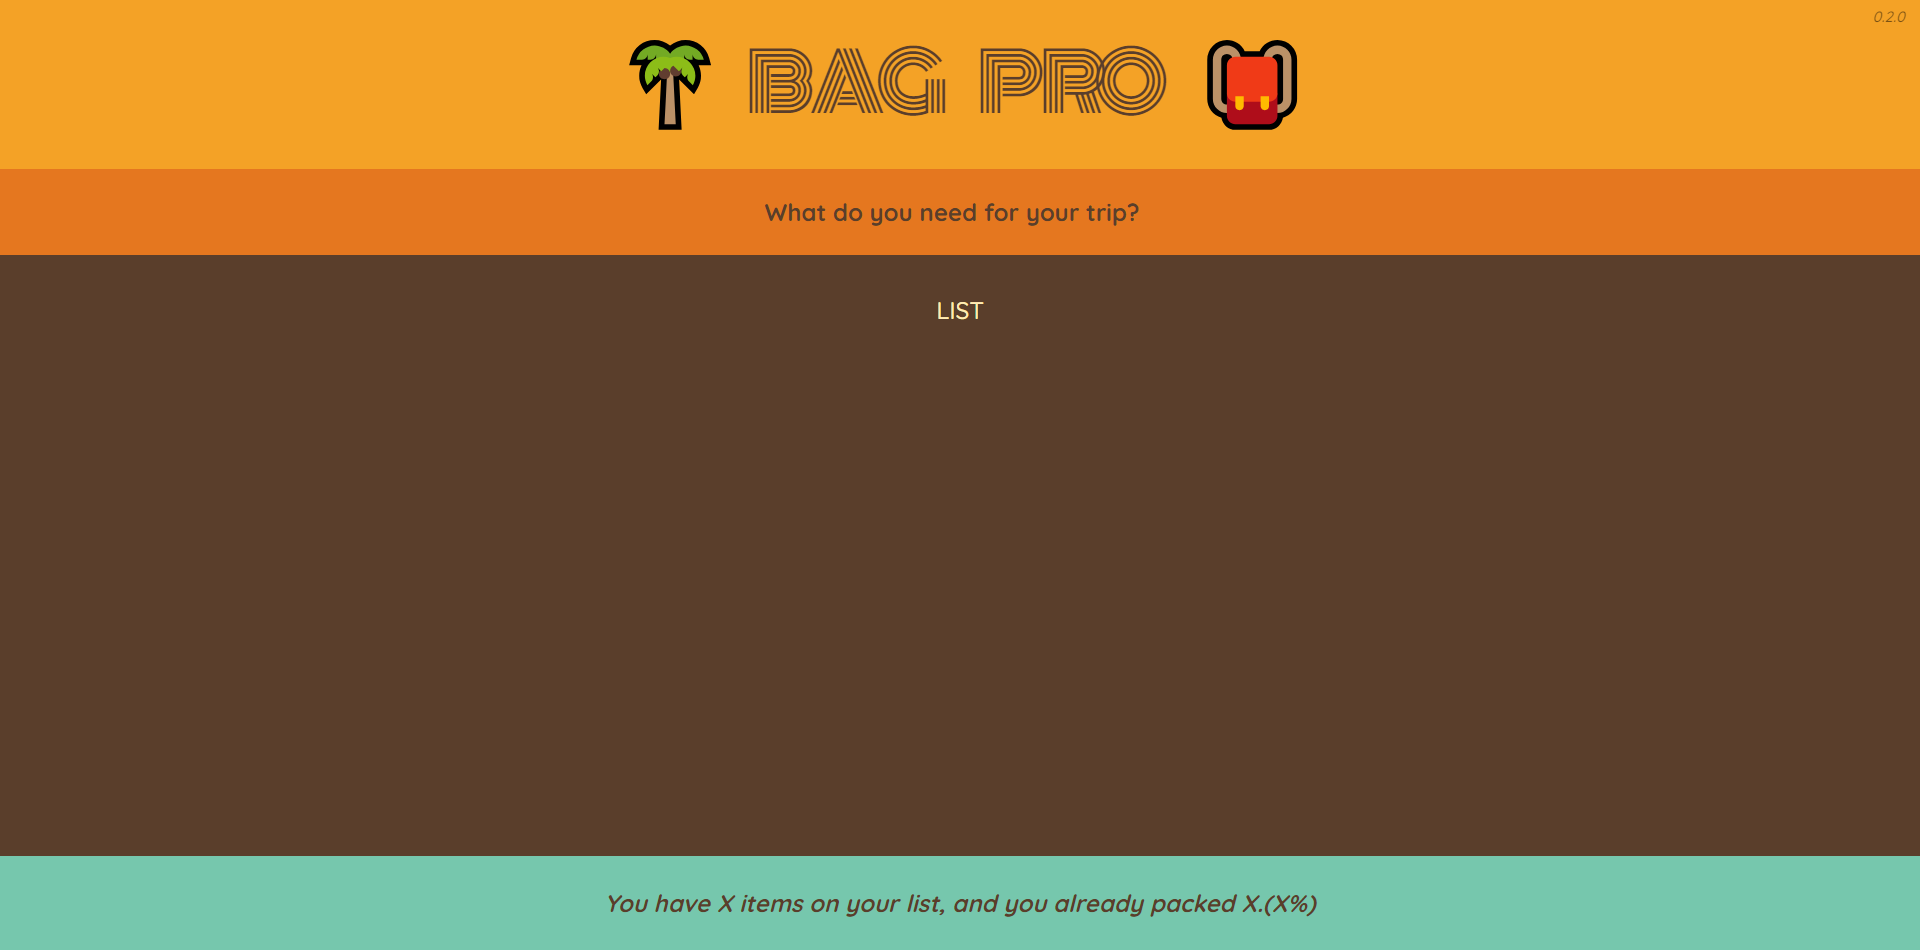 0.2.0
BAG PRO
What do you need for your trip?
LIST
You have X items on your list, and you already packed X.(X%)